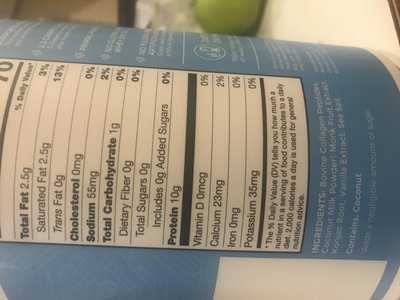 % Daily Value*
Total Fat 2.5g 3%
Saturated Fat 2.5g 13%
Trans Fat 0g
Cholesterol 0mg 0%
Sodium 55mg 2%
Total Carbohydrate 1g 0%
Dietary Fiber 0g 0%
Total Sugars 0g
Includes 0g Added Sugars 0%
Protein 10g
Vitamin D 0mcg 0%
Calcium 23mg 2%
Iron 0mg 0%
Potassium 35mg 0%
* The % Daily Value (DV) tells you how much a
nutrient in a serving of food contributes to a daily
diet. 2,000 calories a day is used for general
nutrition advice.
INGREDIENTS: Bovine Collagen Peptides,
Coconut Milk Powder†, Monk Fruit Extract,
Konjac Root, Vanilla Extract, Sea Salt
Contains: Coconut
†Adds a negligible amount of sugar